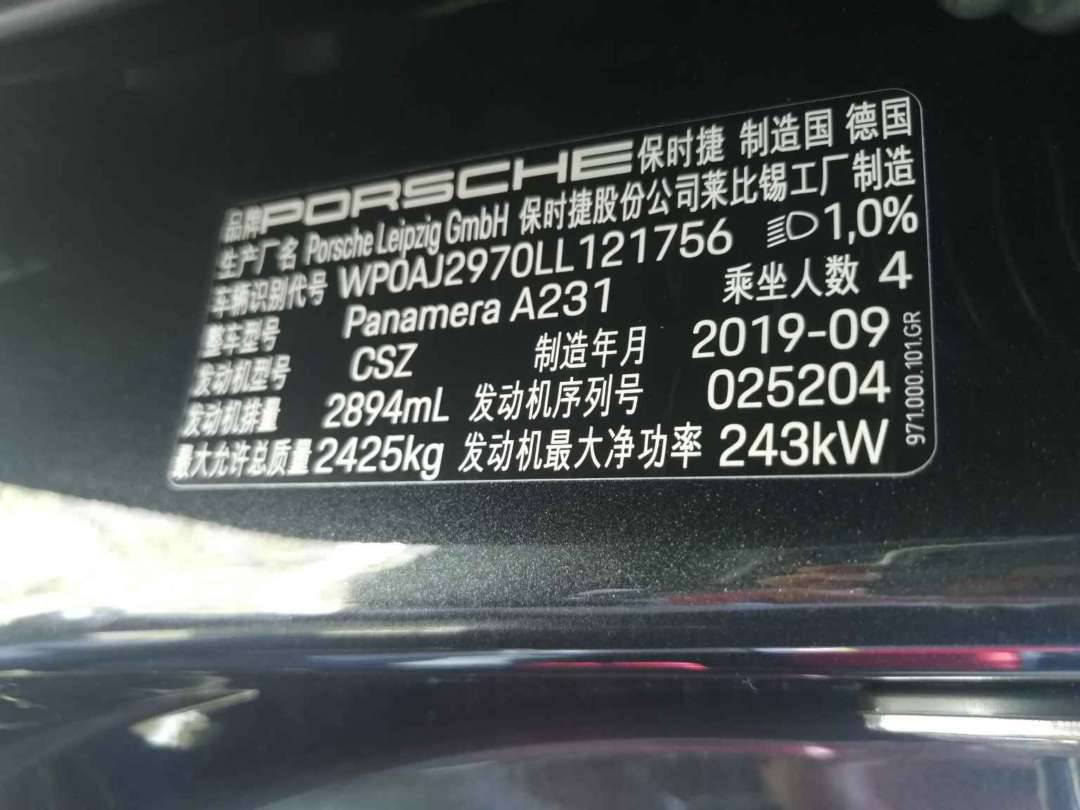 品牌 PORSCHE 保时捷 制造国 德国
生产厂名 Porsche Leipzig GmbH 保时捷股份公司莱比锡工厂制造
车辆识别代号 WP0AJ2970LL121756 1,0%
整车型号 Panamera A231 乘坐人数 4
发动机型号 CSZ 制造年月 2019-09
发动机排量 2894mL 发动机序列号 025204
最大允许总质量 2425kg 发动机最大净功率 243kW
971.000.101.GR